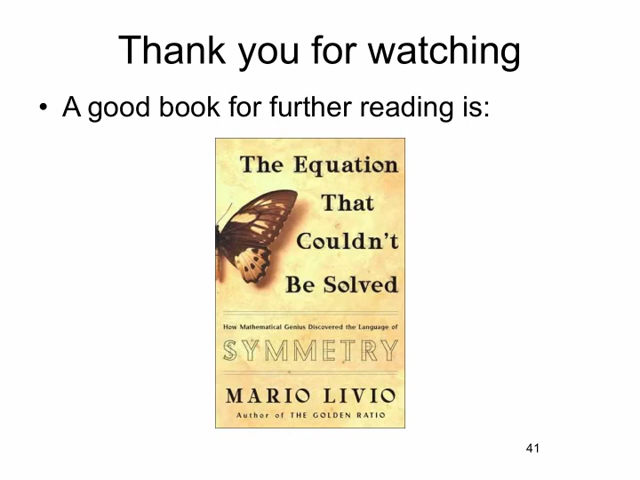 Thank you for watching
• A good book for further reading is:
The Equation
That
Couldn't
Be Solved
How Mathematical Genius Discovered the Language of
SYMMETRY
MARIO LIVIO
Author of THE GOLDEN RATIO
41